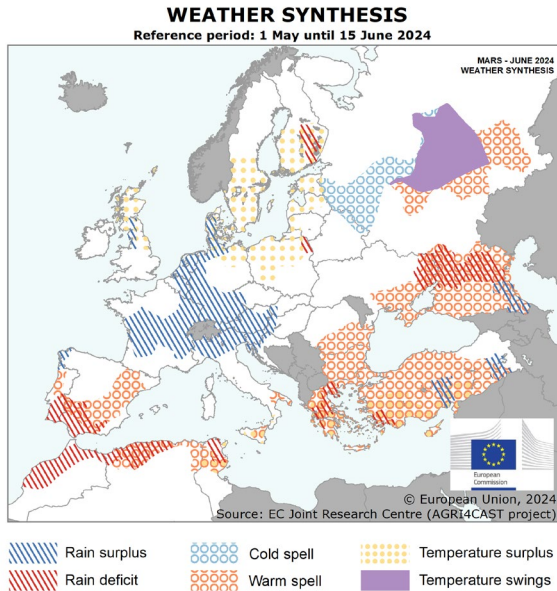 WEATHER SYNTHESIS
Reference period: 1 May until 15 June 2024
MARS - JUNE 2024
WEATHER SYNTHESIS
European
Commission
© European Union, 2024
Source: EC Joint Research Centre (AGRI4CAST project)
Rain surplus
Cold spell
Temperature surplus
Rain deficit
Warm spell
Temperature swings